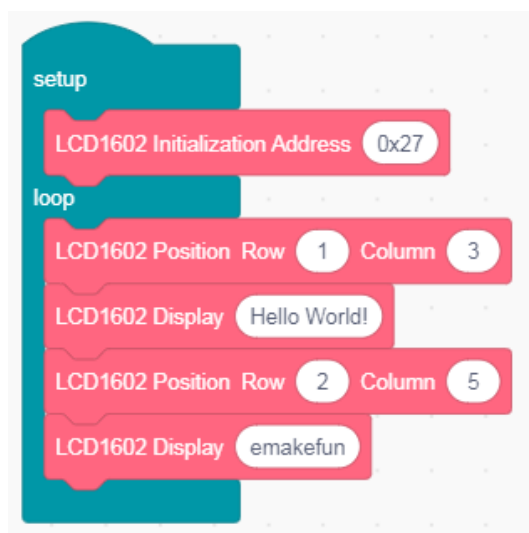 setup
LCD1602 Initialization Address 0x27
loop
LCD1602 Position Row 1 Column 3
LCD1602 Display Hello World!
LCD1602 Position Row 2 Column 5
LCD1602 Display emakefun